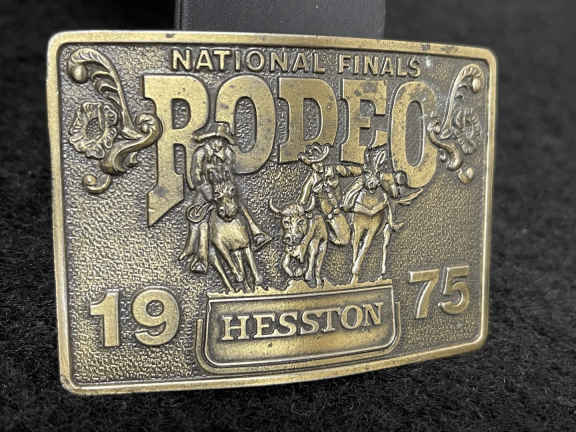 NATIONAL FINALS
RODEO
19 75
HESSTON